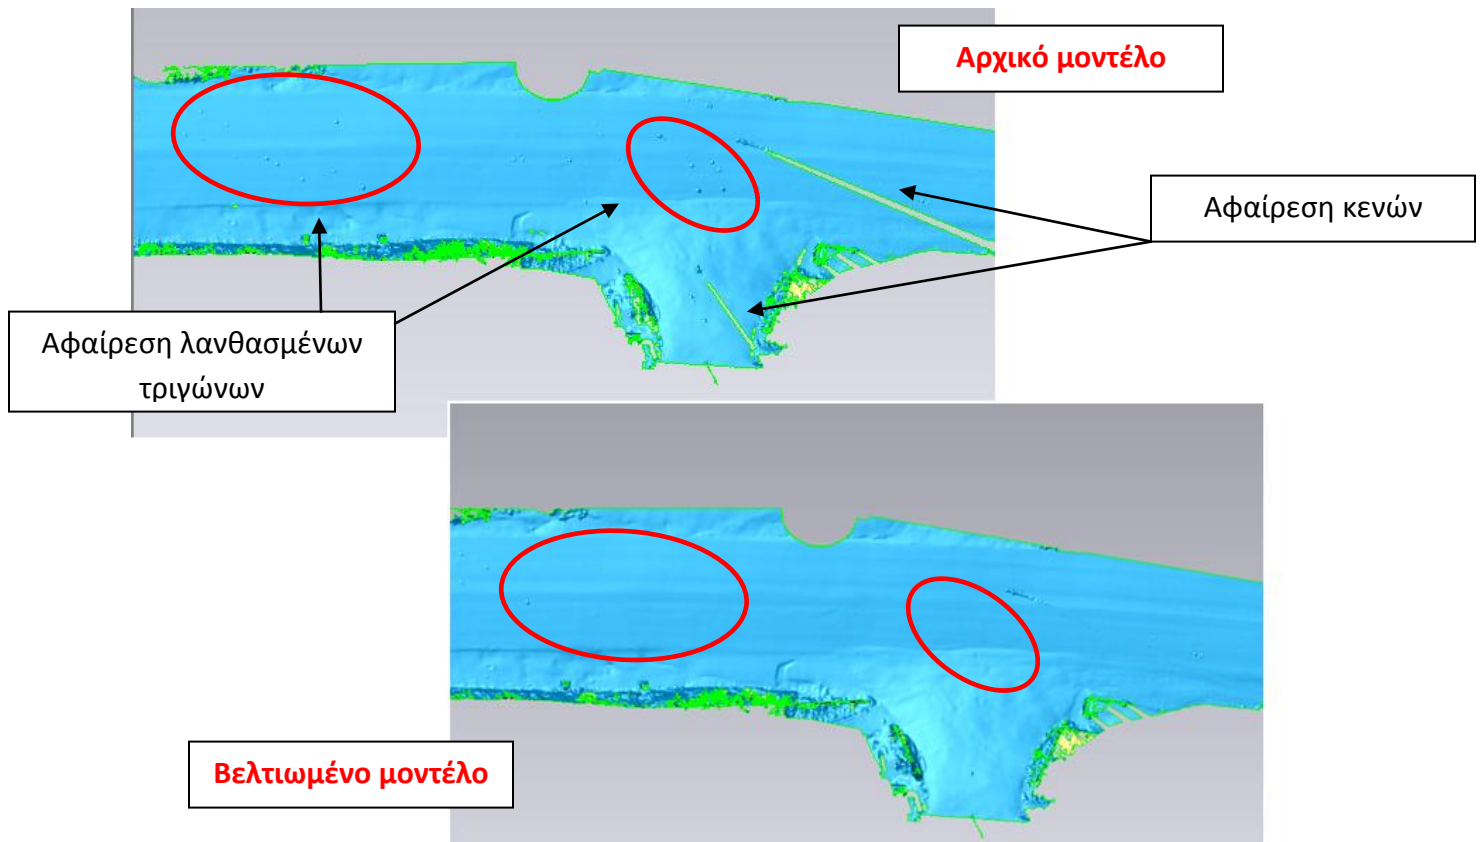 Αρχικό μοντέλο
Αφαίρεση κενών
Αφαίρεση λανθασμένων
τριγώνων
Βελτιωμένο μοντέλο